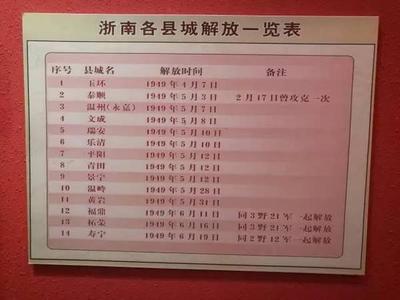 浙南各县城解放一览表
序号 县城名 解放时间 备注
1 玉环 1949年4月7日
2 泰顺 1949年5月3日 2月17日曾攻克一次
3 温州(永嘉) 1949年5月7日
4 文成 1949年5月8日
5 瑞安 1949年5月10日
6 乐清 1949年5月10日
7 平阳 1949年5月12日
8 青田 1949年5月12日
9 景宁 1949年5月12日
10 温岭 1949年5月28日
11 黄岩 1949年5月31日
12 福鼎 1949年6月11日 同3野21军一起解放
13 柘荣 1949年6月16日 同3野21军一起解放
14 寿宁 1949年6月19日 同2野12军一起解放